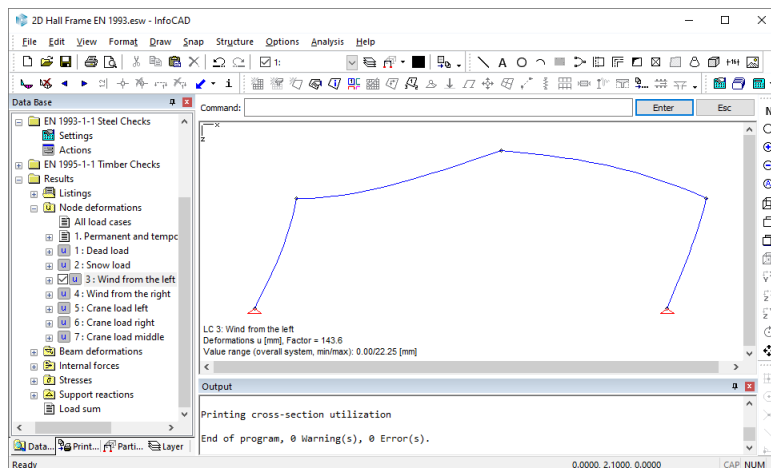 2D Hall Frame EN 1993.esw - InfoCAD
File Edit View Format Draw Snap Structure Options Analysis Help
1:
Data Base
Command:
Enter
Esc
EN 1993-1-1 Steel Checks
Settings
Actions
EN 1995-1-1 Timber Checks
Results
Listings
Node deformations
All load cases
1. Permanent and tempc
1 : Dead load
2 : Snow load
3 : Wind from the left
4 : Wind from the right
5 : Crane load left
6 : Crane load right
7 : Crane load middle
Beam deformations
Internal forces
Stresses
Support reactions
Load sum
x
z
LC 3: Wind from the left
Deformations u [mm], Factor = 143.6
Value range (overall system, min/max): 0.00/22.25 [mm]
Output
Printing cross-section utilization
End of program, 0 Warning(s), 0 Error(s).
Data... Print... Parti... Layer
Ready
0.0000, 2.1000, 0.0000
CAP NUM